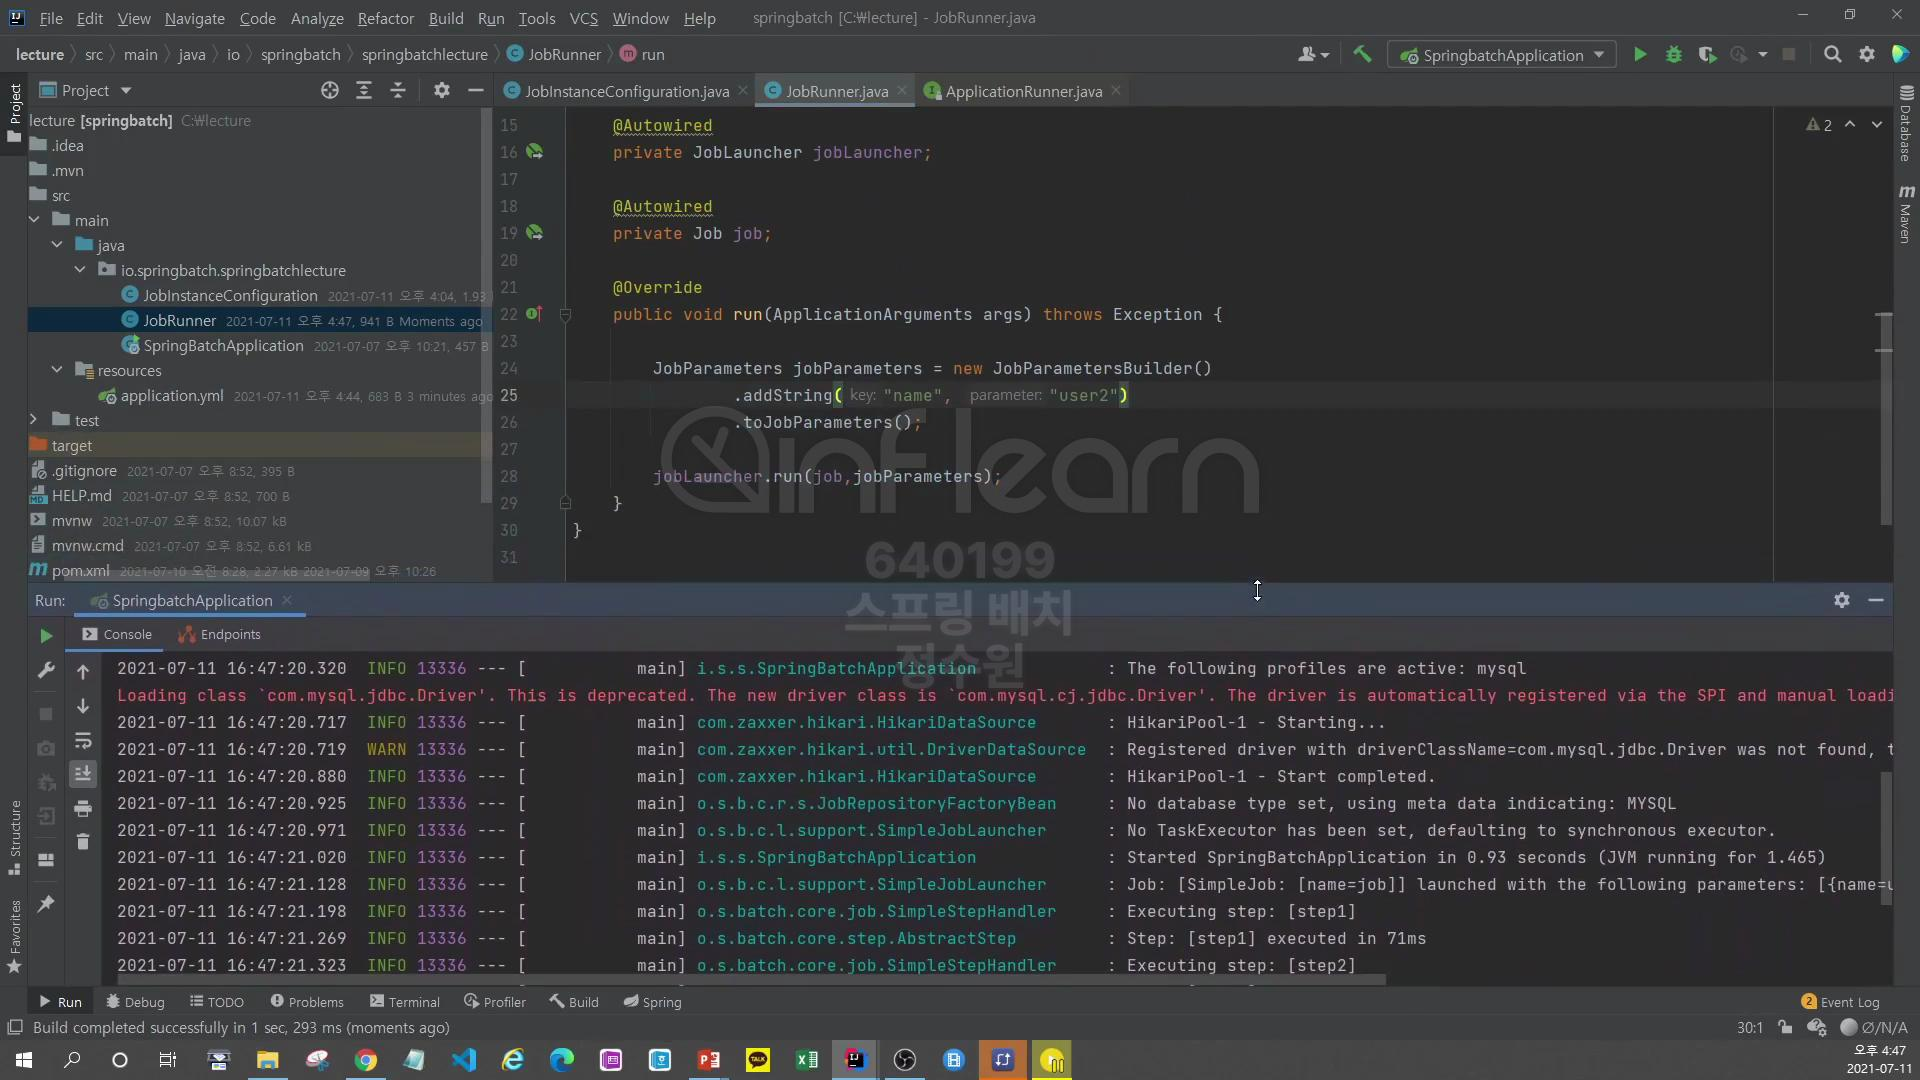 File Edit View Navigate Code Analyze Refactor Build Run Tools VCS Window Help springbatch [C:\lecture] - JobRunner.java
lecture src main java io springbatch springbatchlecture JobRunner run SpringbatchApplication
Project
JobInstanceConfiguration.java JobRunner.java ApplicationRunner.java
Project
Database
Maven
Structure
Favorites
lecture [springbatch] C:\lecture
.idea
.mvn
src
main
java
io.springbatch.springbatchlecture
JobInstanceConfiguration 2021-07-11 오후 4:04, 1.93
JobRunner 2021-07-11 오후 4:47, 941 B Moments ago
SpringBatchApplication 2021-07-07 오후 10:21, 457 B
resources
application.yml 2021-07-11 오후 4:44, 683 B 3 minutes ago
test
target
.gitignore 2021-07-07 오후 8:52, 395 B
HELP.md 2021-07-07 오후 8:52, 700 B
mvnw 2021-07-07 오후 8:52, 10.07 kB
mvnw.cmd 2021-07-07 오후 8:52, 6.61 kB
pom.xml 2021-07-10 오전 8:28, 2.27 kB 2021-07-09 오후 10:26
2
15 @Autowired
16 private JobLauncher jobLauncher;
17
18 @Autowired
19 private Job job;
20
21 @Override
22 public void run(ApplicationArguments args) throws Exception {
23
24 JobParameters jobParameters = new JobParametersBuilder()
25 .addString( key: "name", parameter: "user2")
26 .toJobParameters();
27
28 jobLauncher.run(job,jobParameters);
29 }
30 }
31
inflearn
640199
스프링 배치
정수원
Run: SpringbatchApplication
Console Endpoints
2021-07-11 16:47:20.320 INFO 13336 --- [ main] i.s.s.SpringBatchApplication : The following profiles are active: mysql
Loading class `com.mysql.jdbc.Driver'. This is deprecated. The new driver class is `com.mysql.cj.jdbc.Driver'. The driver is automatically registered via the SPI and manual loadi
2021-07-11 16:47:20.717 INFO 13336 --- [ main] com.zaxxer.hikari.HikariDataSource : HikariPool-1 - Starting...
2021-07-11 16:47:20.719 WARN 13336 --- [ main] com.zaxxer.hikari.util.DriverDataSource : Registered driver with driverClassName=com.mysql.jdbc.Driver was not found, t
2021-07-11 16:47:20.880 INFO 13336 --- [ main] com.zaxxer.hikari.HikariDataSource : HikariPool-1 - Start completed.
2021-07-11 16:47:20.925 INFO 13336 --- [ main] o.s.b.c.r.s.JobRepositoryFactoryBean : No database type set, using meta data indicating: MYSQL
2021-07-11 16:47:20.971 INFO 13336 --- [ main] o.s.b.c.l.support.SimpleJobLauncher : No TaskExecutor has been set, defaulting to synchronous executor.
2021-07-11 16:47:21.020 INFO 13336 --- [ main] i.s.s.SpringBatchApplication : Started SpringBatchApplication in 0.93 seconds (JVM running for 1.465)
2021-07-11 16:47:21.128 INFO 13336 --- [ main] o.s.b.c.l.support.SimpleJobLauncher : Job: [SimpleJob: [name=job]] launched with the following parameters: [{name=u
2021-07-11 16:47:21.198 INFO 13336 --- [ main] o.s.batch.core.job.SimpleStepHandler : Executing step: [step1]
2021-07-11 16:47:21.269 INFO 13336 --- [ main] o.s.batch.core.step.AbstractStep : Step: [step1] executed in 71ms
2021-07-11 16:47:21.323 INFO 13336 --- [ main] o.s.batch.core.job.SimpleStepHandler : Executing step: [step2]
Run Debug TODO Problems Terminal Profiler Build Spring 2 Event Log
Build completed successfully in 1 sec, 293 ms (moments ago) 30:1 Ø/N/A
오후 4:47
2021-07-11